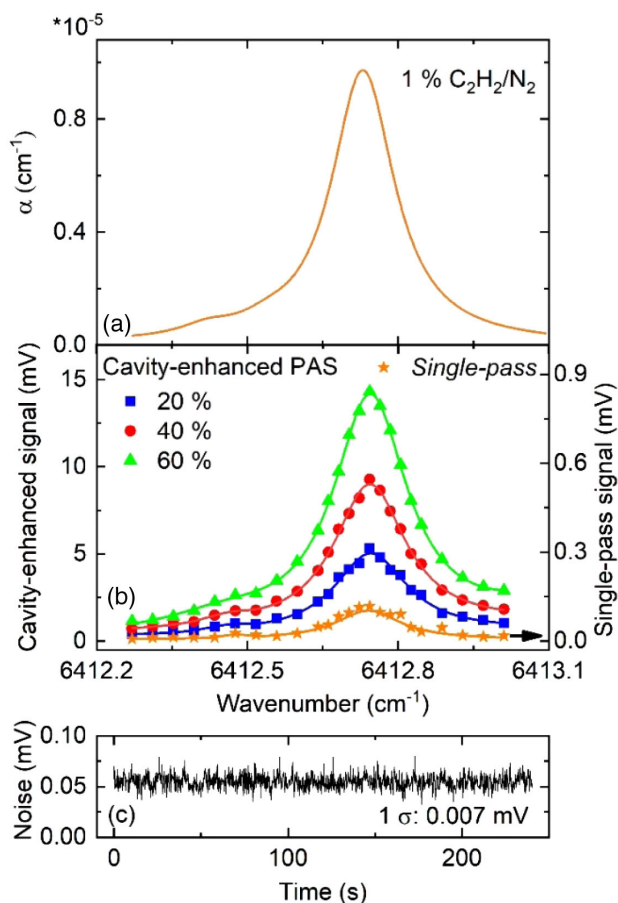 *10⁻⁵
1 % C₂H₂/N₂
0.8
0.4
0.0
α (cm⁻¹)
(a)
Cavity-enhanced PAS
Single-pass
20 %
40 %
60 %
15
10
5
0
Cavity-enhanced signal (mV)
0.9
0.6
0.3
0.0
Single-pass signal (mV)
(b)
6412.2 6412.5 6412.8 6413.1
Wavenumber (cm⁻¹)
0.10
0.05
0.00
Noise (mV)
(c)
1 σ: 0.007 mV
0 100 200
Time (s)